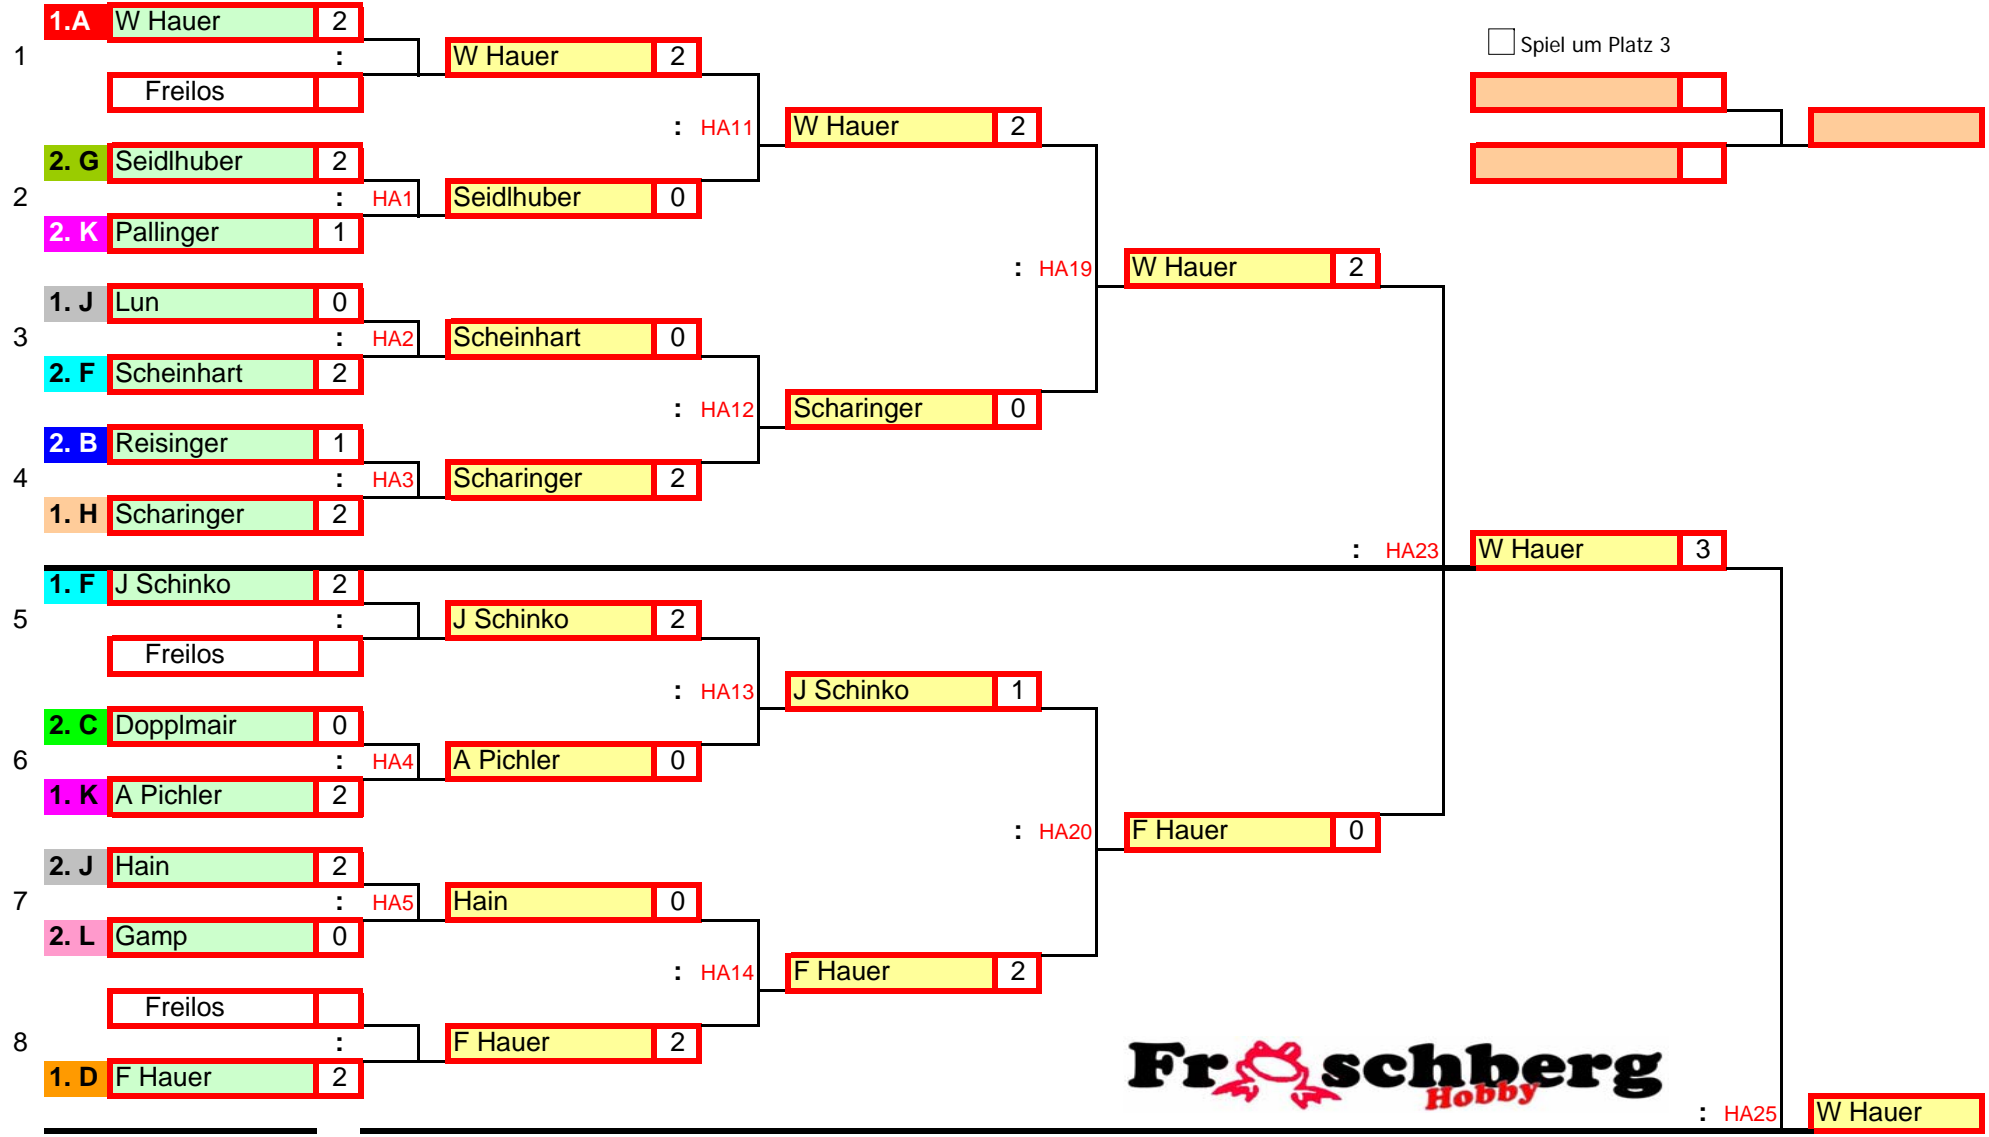 1.A W Hauer 2
Spiel um Platz 3
1 : W Hauer 2
Freilos
: HA11 W Hauer 2
2. G Seidlhuber 2
2 : HA1 Seidlhuber 0
2. K Pallinger 1
: HA19 W Hauer 2
1. J Lun 0
3 : HA2 Scheinhart 0
2. F Scheinhart 2
: HA12 Scharinger 0
2. B Reisinger 1
4 : HA3 Scharinger 2
1. H Scharinger 2
: HA23 W Hauer 3
1. F J Schinko 2
5 : J Schinko 2
Freilos
: HA13 J Schinko 1
2. C Dopplmair 0
6 : HA4 A Pichler 0
1. K A Pichler 2
: HA20 F Hauer 0
2. J Hain 2
7 : HA5 Hain 0
2. L Gamp 0
: HA14 F Hauer 2
Freilos
8 : F Hauer 2
1. D F Hauer 2
Fröschberg
Hobby
: HA25 W Hauer